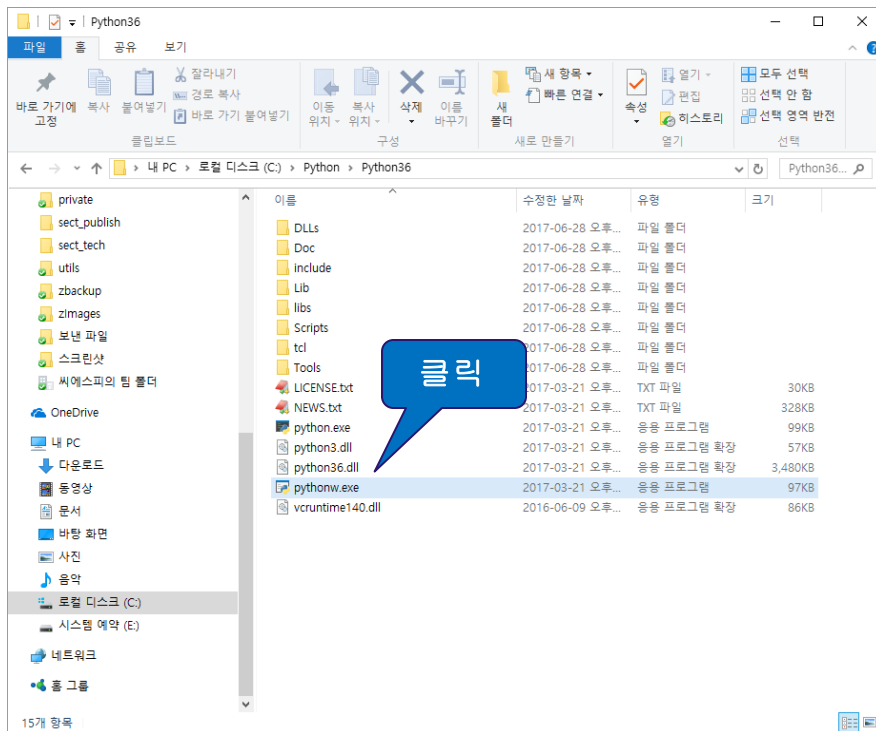 Python36
파일 홈 공유 보기
바로 가기에 고정
복사
붙여넣기
잘라내기
경로 복사
바로 가기 붙여넣기
클립보드
이동 위치
복사 위치
삭제
이름 바꾸기
구성
새 폴더
새 항목
빠른 연결
새로 만들기
속성
열기
편집
히스토리
열기
모두 선택
선택 안 함
선택 영역 반전
선택
내 PC > 로컬 디스크 (C:) > Python > Python36
Python36...
private
sect_publish
sect_tech
utils
zbackup
zImages
보낸 파일
스크린샷
씨에스피의 팀 폴더
OneDrive
내 PC
다운로드
동영상
문서
바탕 화면
사진
음악
로컬 디스크 (C:)
시스템 예약 (E:)
네트워크
홈 그룹
이름 수정한 날짜 유형 크기
DLLs 2017-06-28 오후... 파일 폴더
Doc 2017-06-28 오후... 파일 폴더
include 2017-06-28 오후... 파일 폴더
Lib 2017-06-28 오후... 파일 폴더
libs 2017-06-28 오후... 파일 폴더
Scripts 2017-06-28 오후... 파일 폴더
tcl 2017-06-28 오후... 파일 폴더
Tools 2017-06-28 오후... 파일 폴더
클릭
LICENSE.txt 2017-03-21 오후... TXT 파일 30KB
NEWS.txt 2017-03-21 오후... TXT 파일 328KB
python.exe 2017-03-21 오후... 응용 프로그램 99KB
python3.dll 2017-03-21 오후... 응용 프로그램 확장 57KB
python36.dll 2017-03-21 오후... 응용 프로그램 확장 3,480KB
pythonw.exe 2017-03-21 오후... 응용 프로그램 97KB
vcruntime140.dll 2016-06-09 오후... 응용 프로그램 확장 86KB
15개 항목